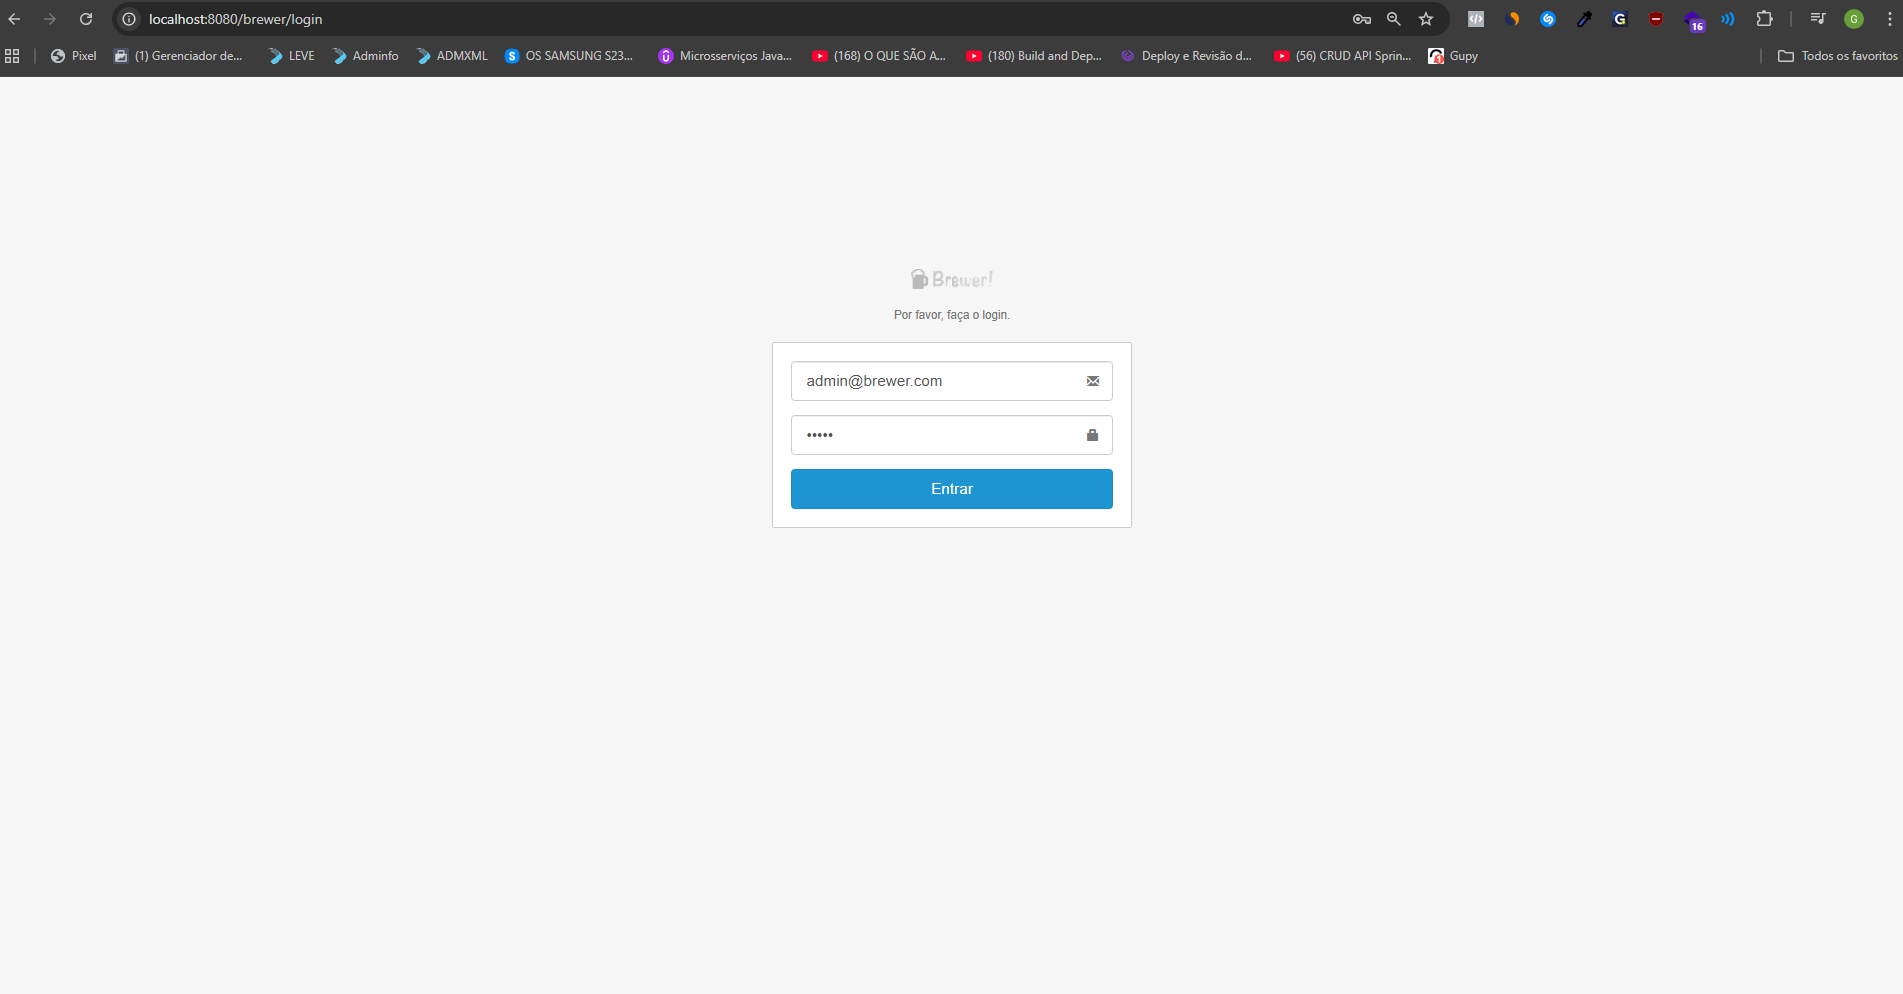 localhost:8080/brewer/login
16
G
G
Pixel
(1) Gerenciador de...
LEVE
Adminfo
ADMXML
S
OS SAMSUNG S23...
Microsserviços Java...
(168) O QUE SÃO A...
(180) Build and Dep...
Deploy e Revisão d...
(56) CRUD API Sprin...
Gupy
Todos os favoritos
Brewer!
Por favor, faça o login.
admin@brewer.com
•••••
Entrar